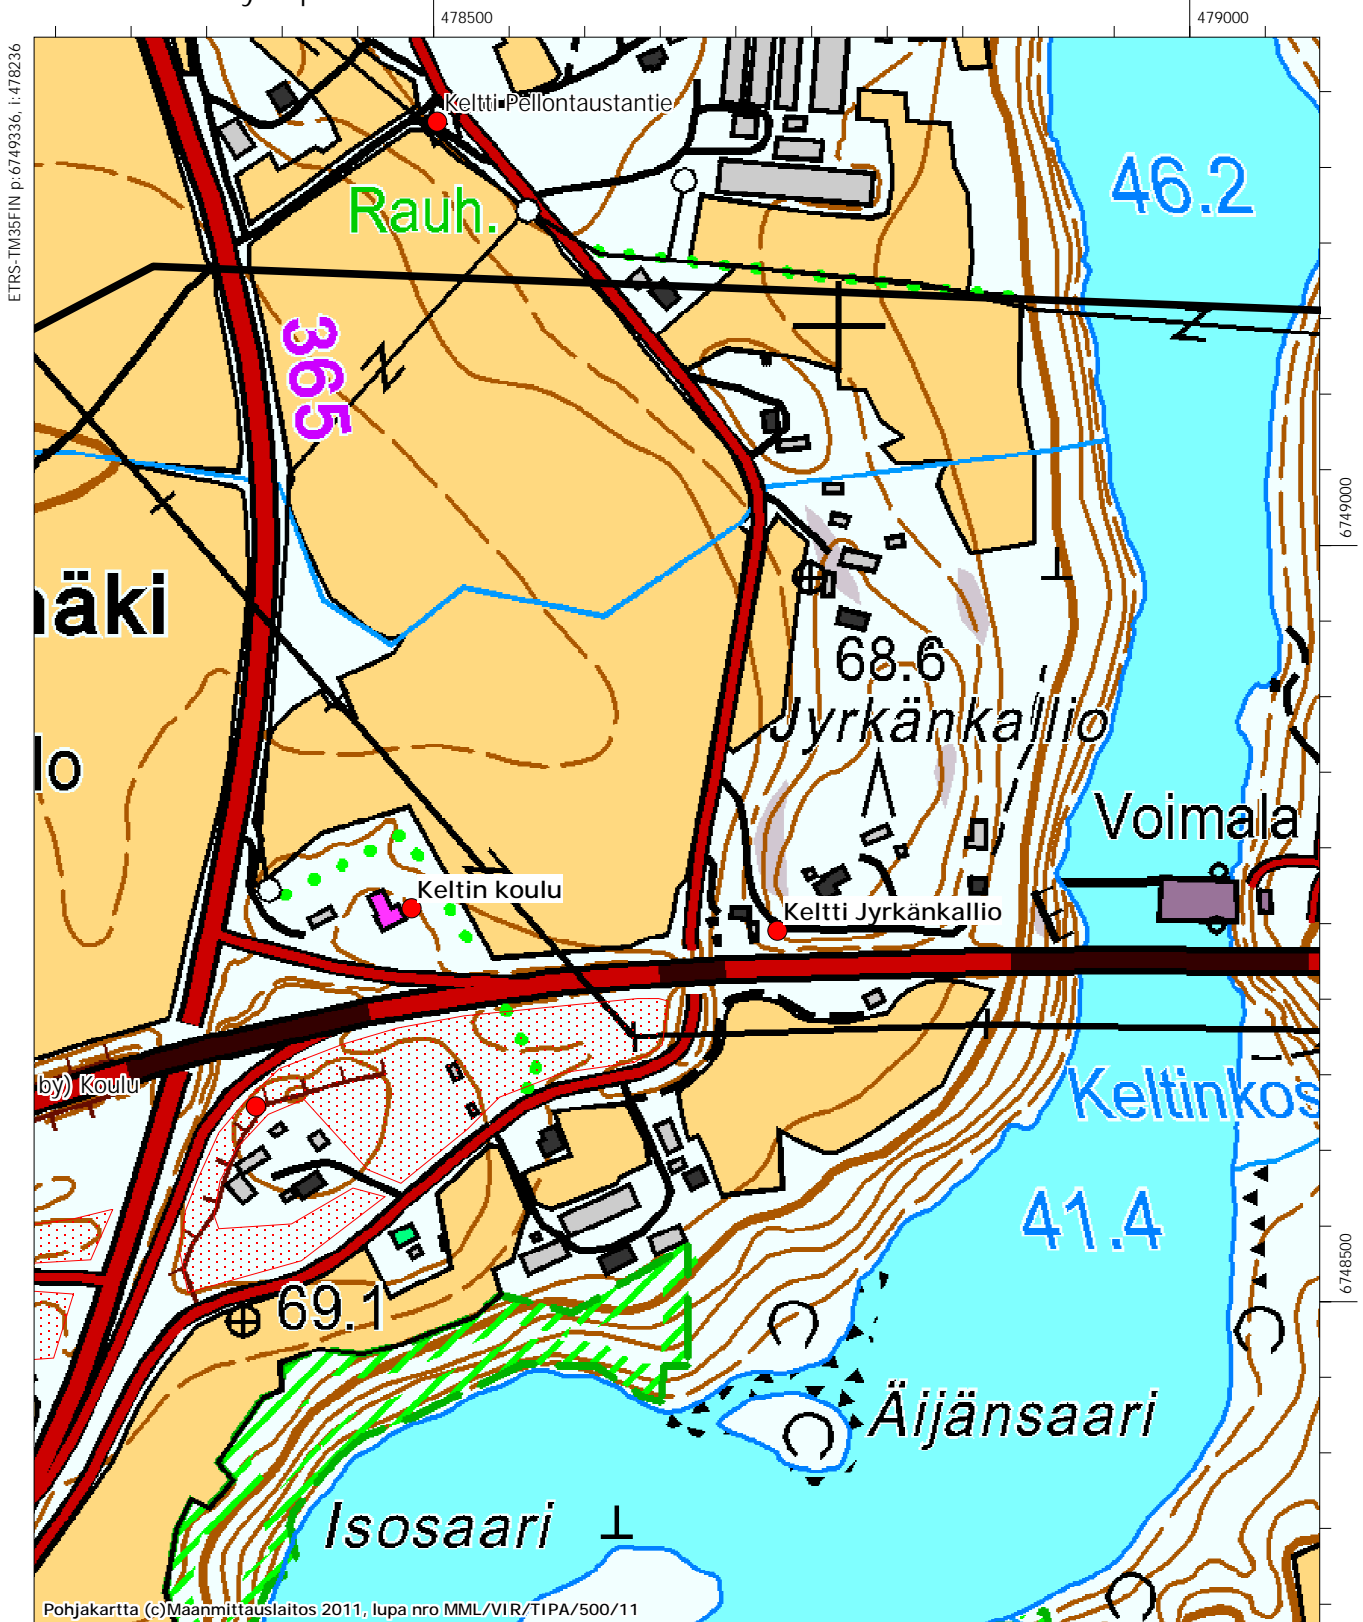 478500
479000
ETRS-TM35FIN p:6749336, i:478236
Keltti Pellontaustantie
46.2
Rauh.
365
6749000
näki
68.6
Jyrkänkallio
lo
Voimala
Keltin koulu
Keltti Jyrkänkallio
by) Koulu
Keltinkos
41.4
6748500
69.1
Äijänsaari
Isosaari
Pohjakartta (c)Maanmittauslaitos 2011, lupa nro MML/VIR/TIPA/500/11